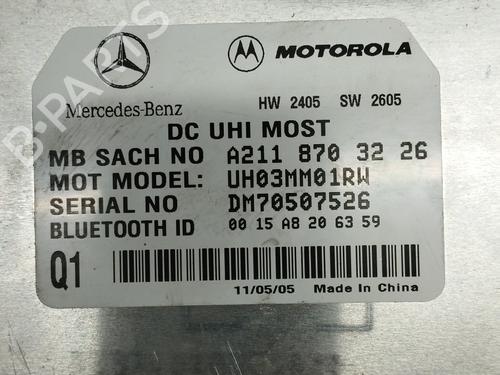 MOTOROLA
Mercedes-Benz HW 2405 SW 2605
DC UHI MOST
MB SACH NO A211 870 32 26
MOT MODEL: UH03MM01RW
SERIAL NO DM70507526
BLUETOOTH ID 00 15 A8 20 63 59
Q1
11/05/05 Made In China
B-PARTS